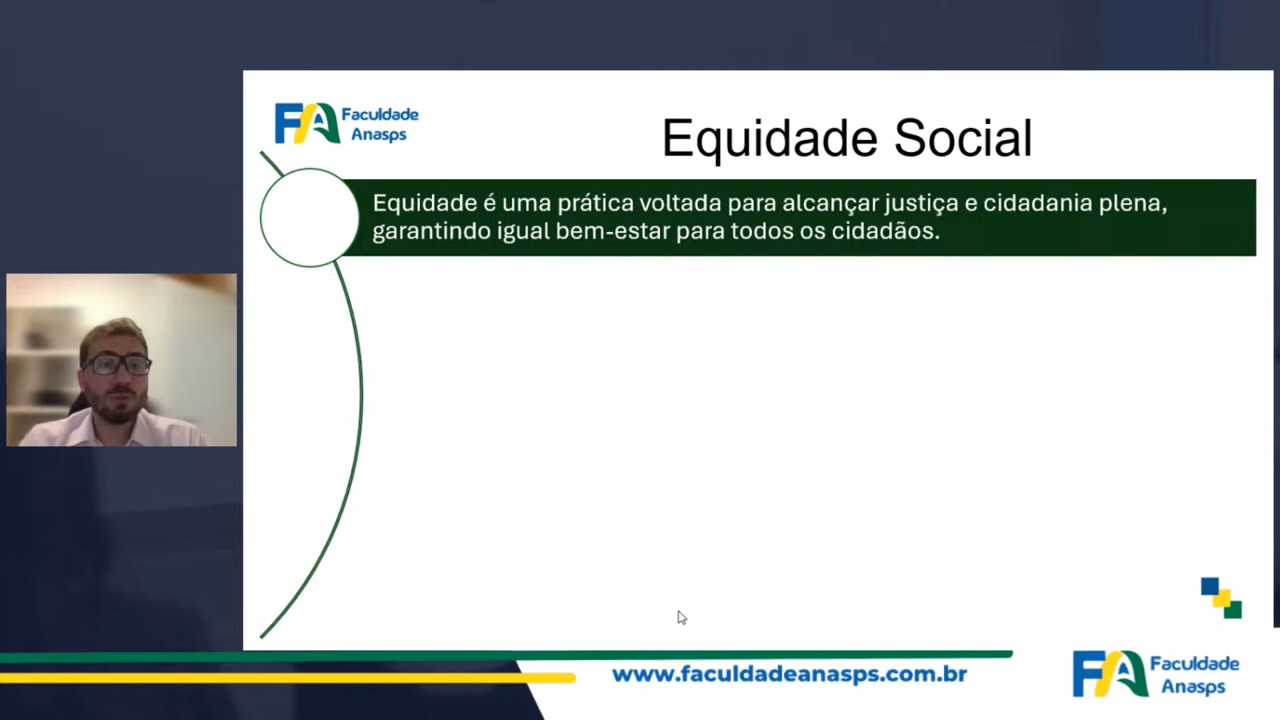 Faculdade
Anasps
Equidade Social
Equidade é uma prática voltada para alcançar justiça e cidadania plena,
garantindo igual bem-estar para todos os cidadãos.
www.faculdadeanasps.com.br
FA Faculdade
Anasps